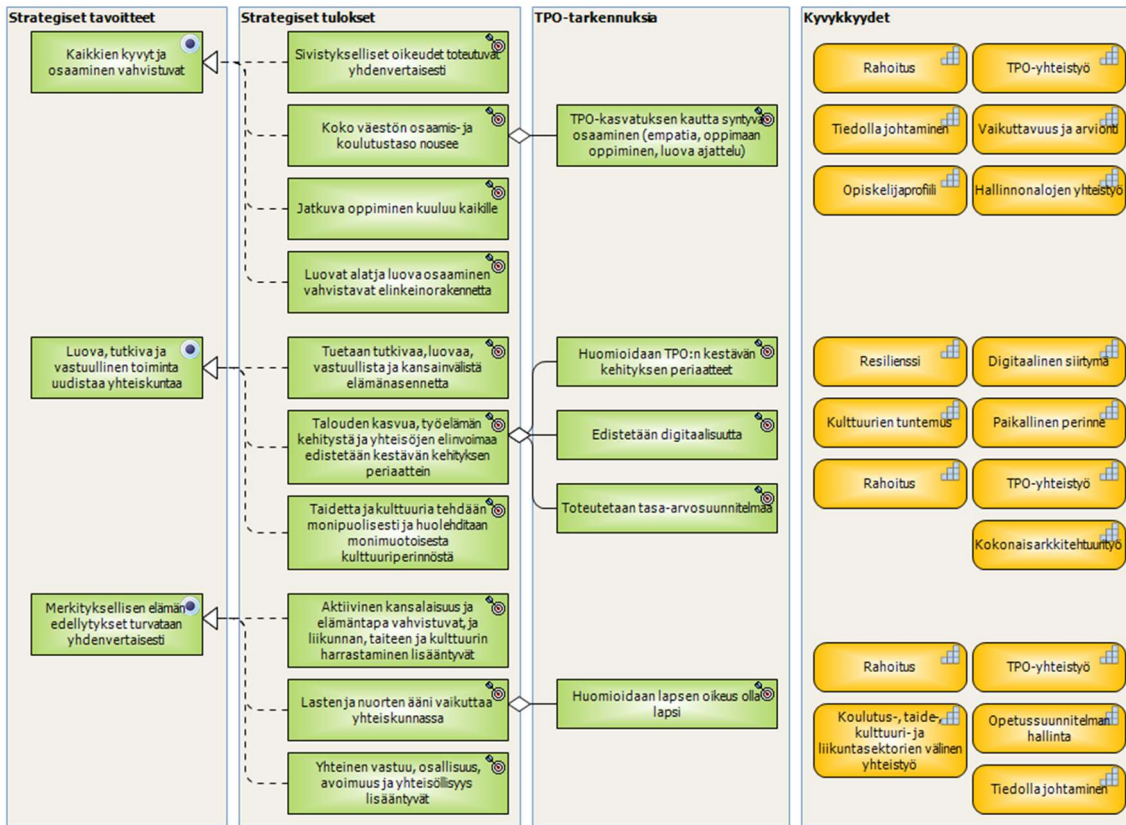 Strategiset tavoitteet
Kaikkien kyvyt ja
osaaminen vahvistuvat
Luova, tutkiva ja
vastuullinen toiminta
uudistaa yhteiskuntaa
Merkityksellisen elämän
edellytykset turvataan
yhdenvertaisesti
Strategiset tulokset
Sivistykselliset oikeudet toteutuvat
yhdenvertaisesti
Koko väestön osaamis- ja
koulutustaso nousee
Jatkuva oppiminen kuuluu kaikille
Luovat alat ja luova osaaminen
vahvistavat elinkeinorakennetta
Tuetaan tutkivaa, luovaa,
vastuullista ja kansainvälistä
elämänasennetta
Talouden kasvua, työelämän
kehitystä ja yhteisöjen elinvoimaa
edistetään kestävän kehityksen
periaattein
Taidetta ja kulttuuria tehdään
monipuolisesti ja huolehditaan
monimuotoisesta
kulttuuriperinnöstä
Aktiivinen kansalaisuus ja
elämäntapa vahvistuvat, ja
liikunnan, taiteen ja kulttuurin
harrastaminen lisääntyvät
Lasten ja nuorten ääni vaikuttaa
yhteiskunnassa
Yhteinen vastuu, osallisuus,
avoimuus ja yhteisöllisyys
lisääntyvät
TPO-tarkennuksia
TPO-kasvatuksen kautta syntyvä
osaaminen (empatia, oppimaan
oppiminen, luova ajattelu)
Huomioidaan TPO:n kestävän
kehityksen periaatteet
Edistetään digitaalisuutta
Toteutetaan tasa-arvosuunnitelmaa
Huomioidaan lapsen oikeus olla
lapsi
Kyvykkyydet
Rahoitus
TPO-yhteistyö
Tiedolla johtaminen
Vaikuttavuus ja arviointi
Opiskelijaprofiili
Hallinnonalojen yhteistyö
Resilienssi
Digitaalinen siirtymä
Kulttuurien tuntemus
Paikallinen perinne
Rahoitus
TPO-yhteistyö
Kokonaisarkkitehtuurityö
Rahoitus
TPO-yhteistyö
Koulutus-, taide-,
kulttuuri- ja
liikuntasektorien välinen
yhteistyö
Opetussuunnitelman
hallinta
Tiedolla johtaminen